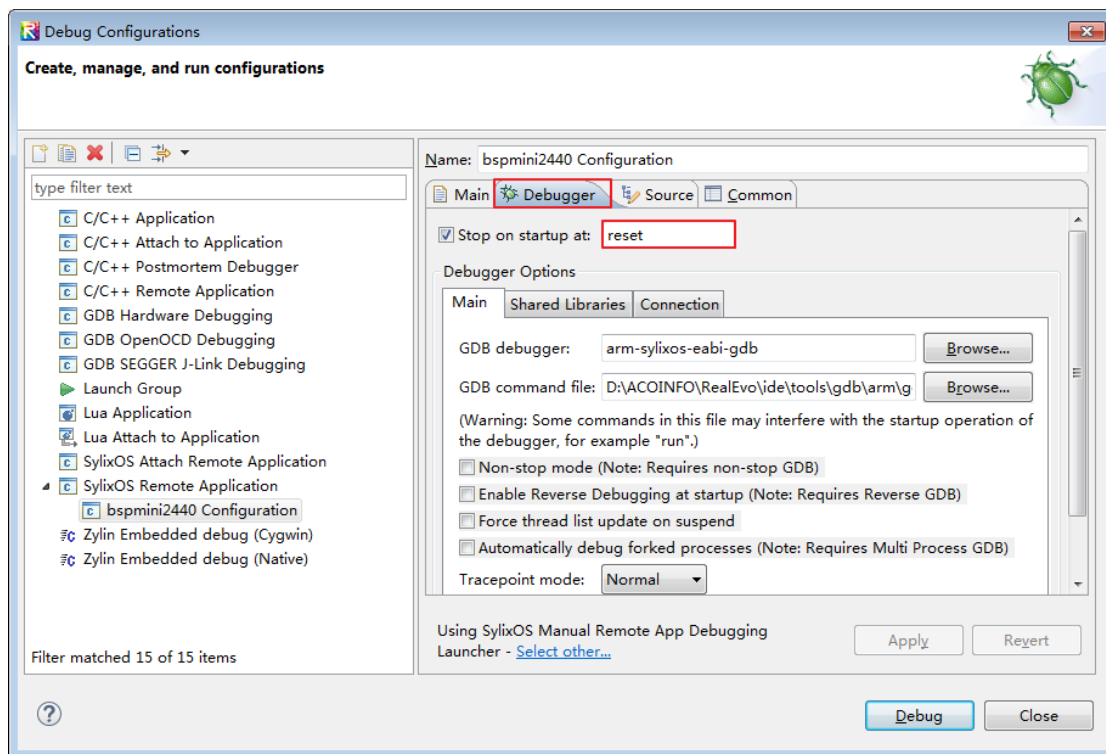 Debug Configurations
Create, manage, and run configurations
type filter text
C/C++ Application
C/C++ Attach to Application
C/C++ Postmortem Debugger
C/C++ Remote Application
GDB Hardware Debugging
GDB OpenOCD Debugging
GDB SEGGER J-Link Debugging
Launch Group
Lua Application
Lua Attach to Application
SylixOS Attach Remote Application
SylixOS Remote Application
bspmini2440 Configuration
Zylin Embedded debug (Cygwin)
Zylin Embedded debug (Native)
Filter matched 15 of 15 items
Name: bspmini2440 Configuration
Main Debugger Source Common
Stop on startup at: reset
Debugger Options
Main Shared Libraries Connection
GDB debugger: arm-sylixos-eabi-gdb Browse...
GDB command file: D:\ACOINFO\RealEvo\ide\tools\gdb\arm\g Browse...
(Warning: Some commands in this file may interfere with the startup operation of
the debugger, for example "run".)
Non-stop mode (Note: Requires non-stop GDB)
Enable Reverse Debugging at startup (Note: Requires Reverse GDB)
Force thread list update on suspend
Automatically debug forked processes (Note: Requires Multi Process GDB)
Tracepoint mode: Normal
Using SylixOS Manual Remote App Debugging
Launcher - Select other...
Apply Revert
Debug Close